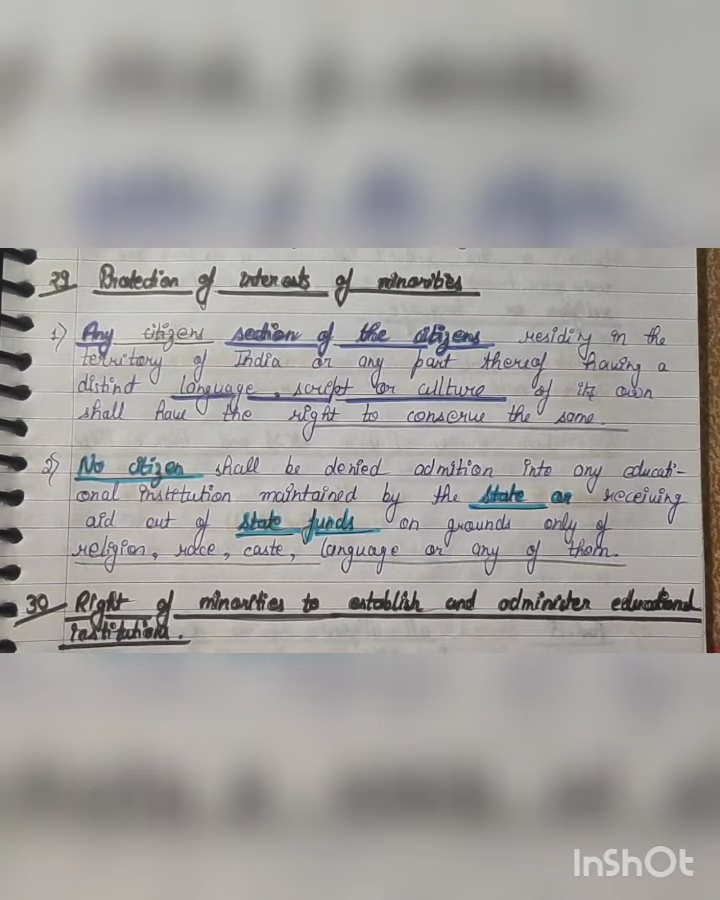 29 Protection of interests of minorities
1) Any citizens section of the citizens residing in the
territory of India or any part thereof having a
distinct language, script or culture of its own
shall have the right to conserve the same.
2) No citizen shall be denied admition into any educati-
onal institution maintained by the State or receiving
aid out of State funds on grounds only of
religion, race, caste, language or any of them.
30 Right of minorities to establish and administer educational
institutions.
InShOt